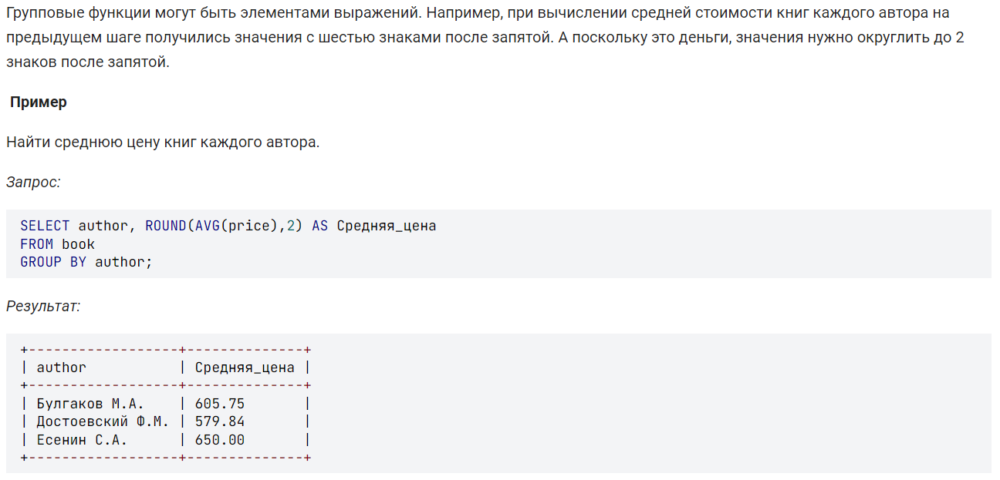 Групповые функции могут быть элементами выражений. Например, при вычислении средней стоимости книг каждого автора на
предыдущем шаге получились значения с шестью знаками после запятой. А поскольку это деньги, значения нужно округлить до 2
знаков после запятой.
Пример
Найти среднюю цену книг каждого автора.
Запрос:
SELECT author, ROUND(AVG(price),2) AS Средняя_цена
FROM book
GROUP BY author;
Результат:
+------------------+--------------+
| author           | Средняя_цена |
+------------------+--------------+
| Булгаков М.А.    | 605.75       |
| Достоевский Ф.М. | 579.84       |
| Есенин С.А.      | 650.00       |
+------------------+--------------+